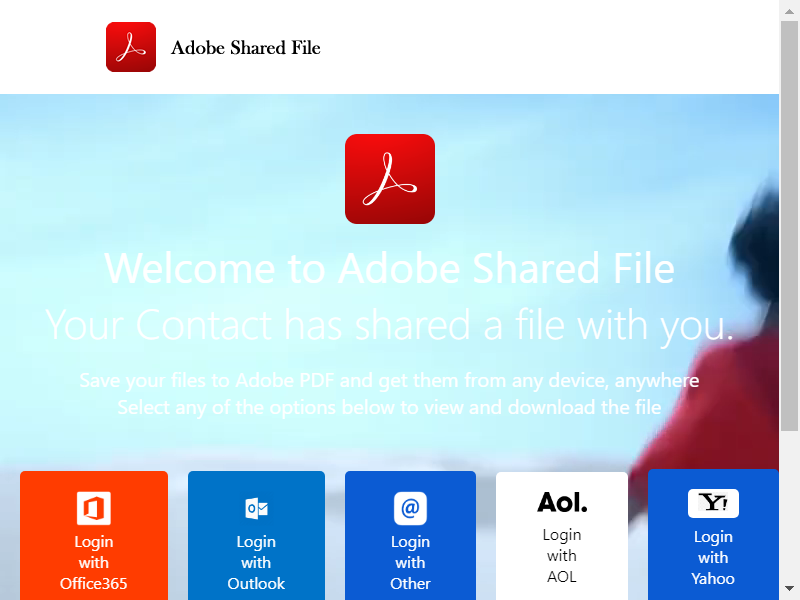 Adobe Shared File
Welcome to Adobe Shared File
Your Contact has shared a file with you.
Save your files to Adobe PDF and get them from any device, anywhere
Select any of the options below to view and download the file
Login
with
Office365
Login
with
Outlook
@
Login
with
Other
Aol.
Login
with
AOL
Y!
Login
with
Yahoo